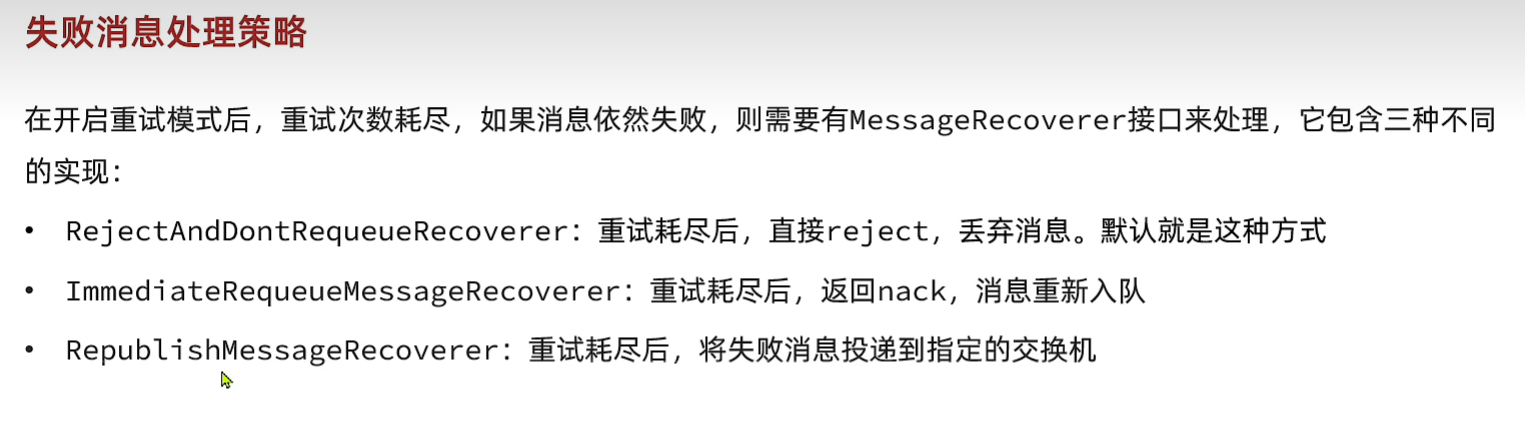 失败消息处理策略
在开启重试模式后，重试次数耗尽，如果消息依然失败，则需要有MessageRecoverer接口来处理，它包含三种不同
的实现：
• RejectAndDontRequeueRecoverer：重试耗尽后，直接reject，丢弃消息。默认就是这种方式
• ImmediateRequeueMessageRecoverer：重试耗尽后，返回nack，消息重新入队
• RepublishMessageRecoverer：重试耗尽后，将失败消息投递到指定的交换机